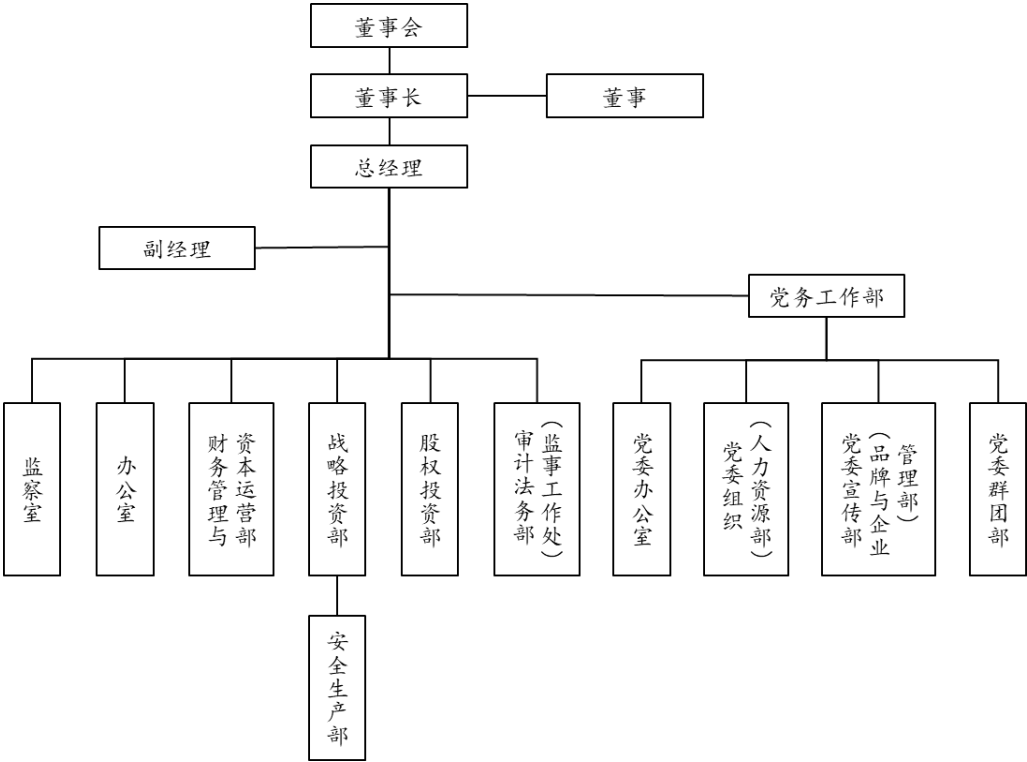 董事会
董事长
董事
总经理
副经理
党务工作部
监察室
办公室
财务管理与
资本运营部
战略投资部
股权投资部
审计法务部
（监事工作处）
党委办公室
党委组织
（人力资源部）
党委宣传部
（品牌与企业
管理部）
党委群团部
安全生产部